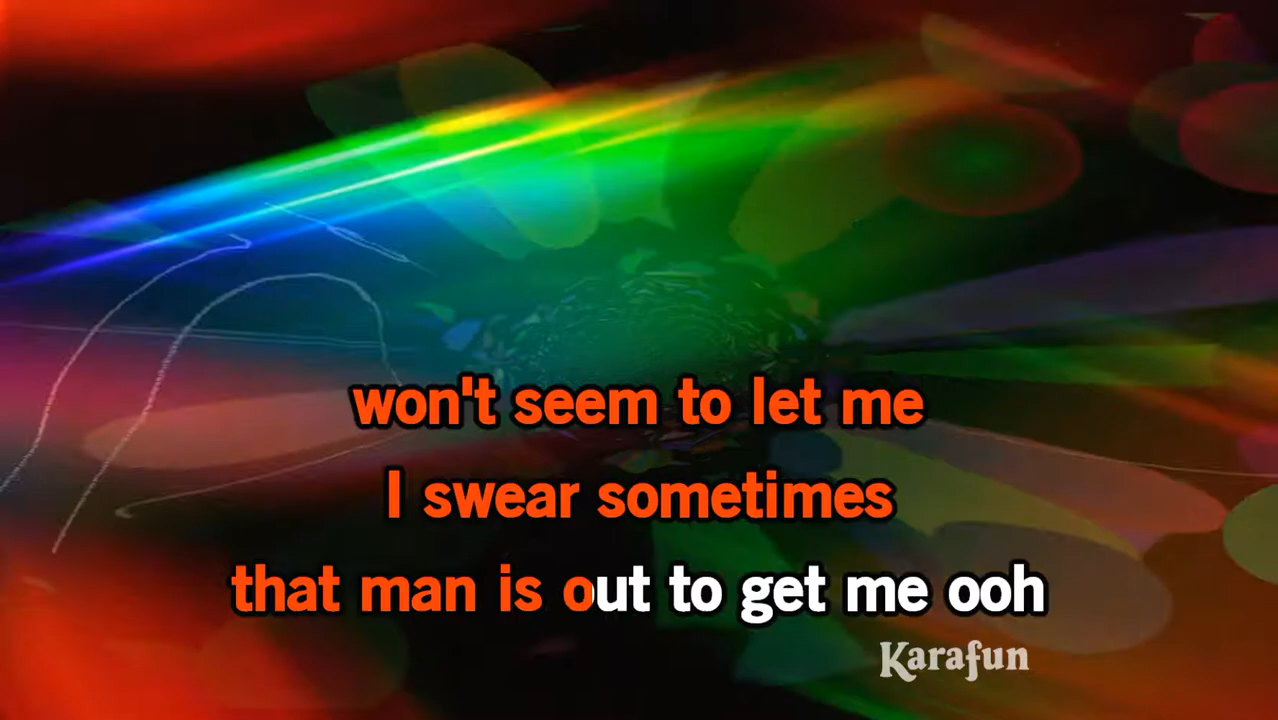 won't seem to let me
I swear sometimes
that man is out to get me ooh
Karafun